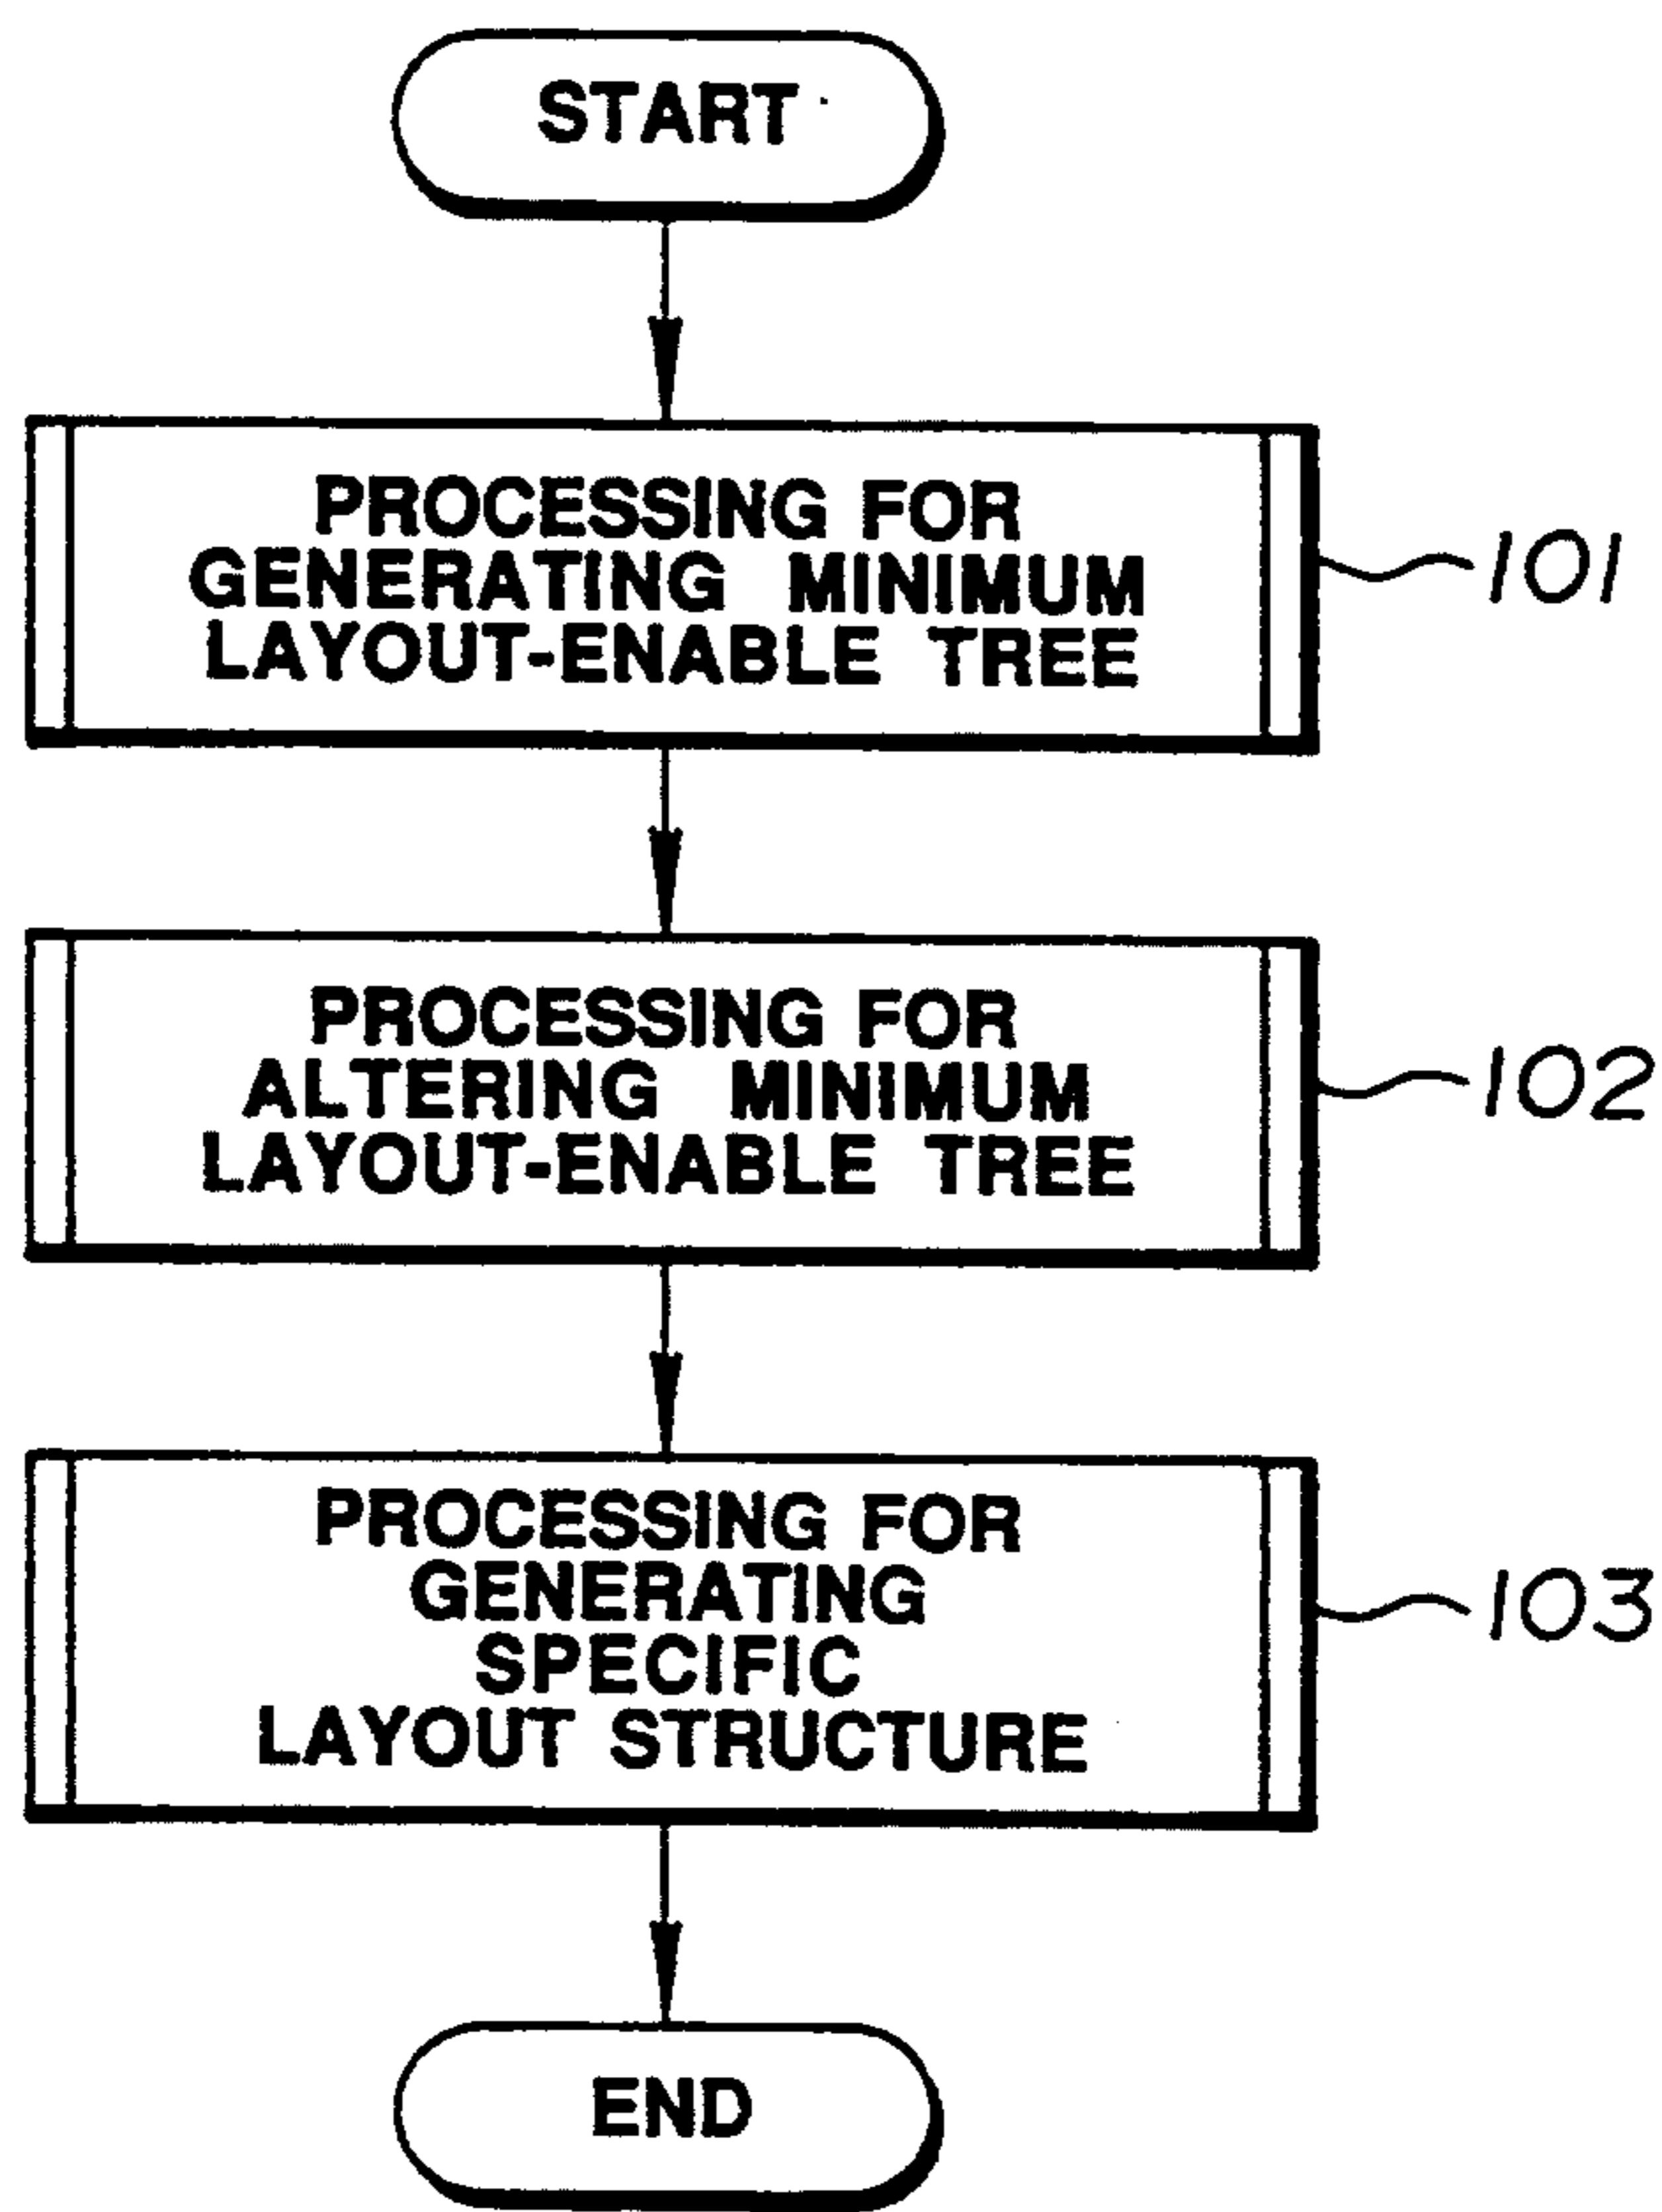 START
PROCESSING FOR
GENERATING MINIMUM
LAYOUT-ENABLE TREE
101
PROCESSING FOR
ALTERING MINIMUM
LAYOUT-ENABLE TREE
102
PROCESSING FOR
GENERATING
SPECIFIC
LAYOUT STRUCTURE
103
END